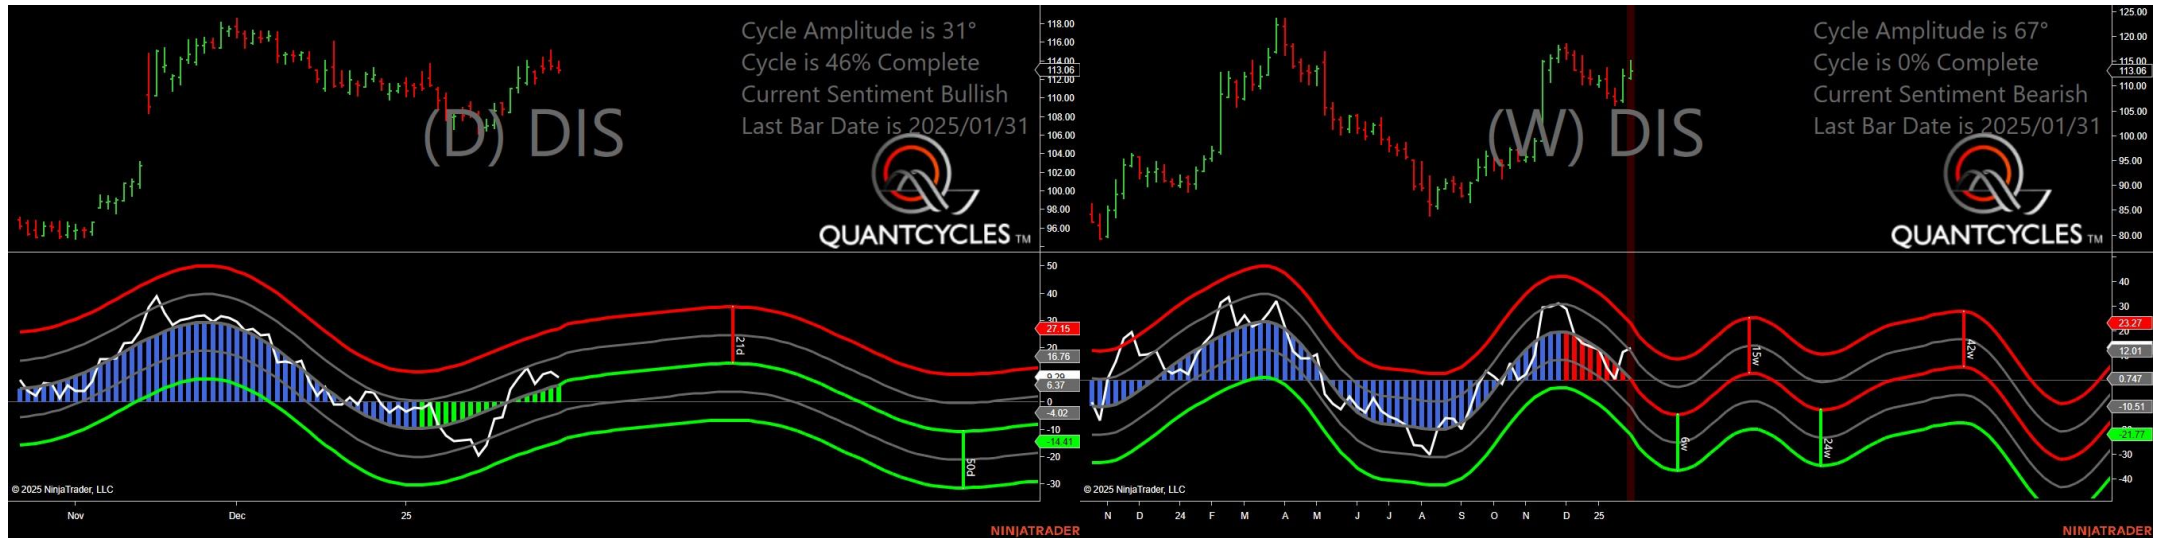 Cycle Amplitude is 31°
Cycle is 46% Complete
Current Sentiment Bullish
Last Bar Date is 2025/01/31
(D) DIS
QUANTCYCLES TM
118.00
116.00
114.00
113.06
112.00
110.00
108.00
106.00
104.00
102.00
100.00
98.00
96.00
50
40
27.15
20
16.76
9.29
6.37
0
-4.02
-10
-14.41
-20
-30
21d
50d
© 2025 NinjaTrader, LLC
Nov Dec 25
NINJATRADER
Cycle Amplitude is 67°
Cycle is 0% Complete
Current Sentiment Bearish
Last Bar Date is 2025/01/31
(W) DIS
QUANTCYCLES TM
125.00
120.00
115.00
113.06
110.00
105.00
100.00
95.00
90.00
85.00
80.00
40
30
23.27
12.01
0.747
-10.51
-21.77
-30
-40
6w
15w
24w
42w
© 2025 NinjaTrader, LLC
N D 24 F M A M J J A S O N D 25
NINJATRADER